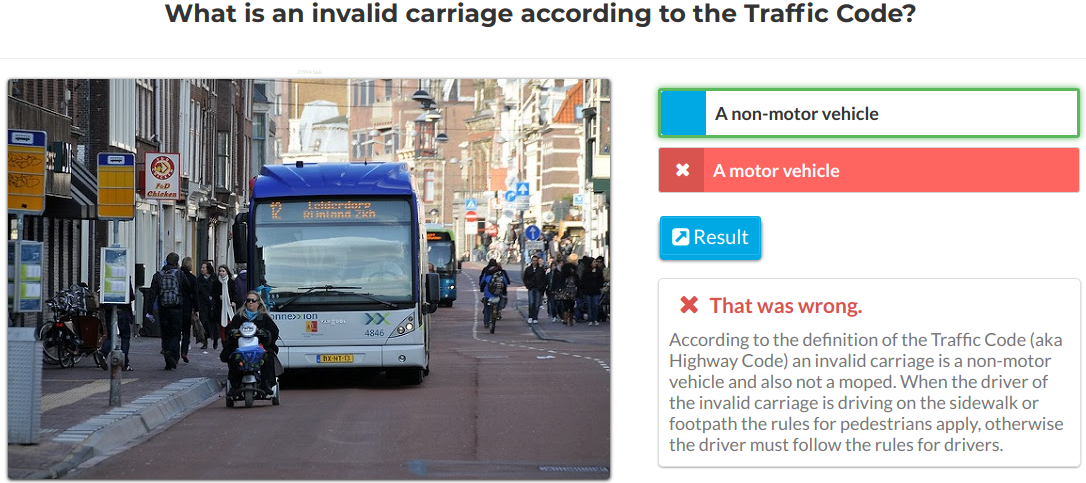 What is an invalid carriage according to the Traffic Code?
A non-motor vehicle
A motor vehicle
Result
That was wrong.
According to the definition of the Traffic Code (aka
Highway Code) an invalid carriage is a non-motor
vehicle and also not a moped. When the driver of
the invalid carriage is driving on the sidewalk or
footpath the rules for pedestrians apply, otherwise
the driver must follow the rules for drivers.
F&D
Chicken
12 Leiderdorp
Rijnland Zkh
connexxion
4846
BX-HT-13